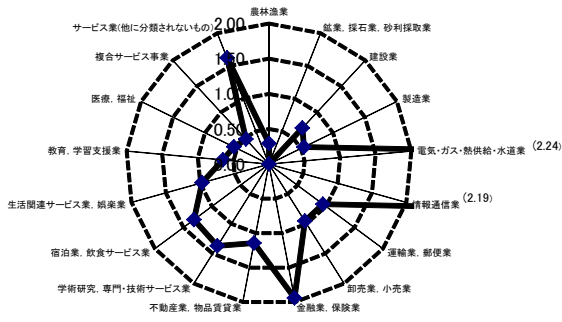 農林漁業
鉱業, 採石業, 砂利採取業
建設業
製造業
電気・ガス・熱供給・水道業 (2.24)
情報通信業 (2.19)
運輸業, 郵便業
卸売業, 小売業
金融業, 保険業
不動産業, 物品賃貸業
学術研究, 専門・技術サービス業
宿泊業, 飲食サービス業
生活関連サービス業, 娯楽業
教育, 学習支援業
医療, 福祉
複合サービス事業
サービス業(他に分類されないもの)
2.00
1.50
1.00
0.50
0.00